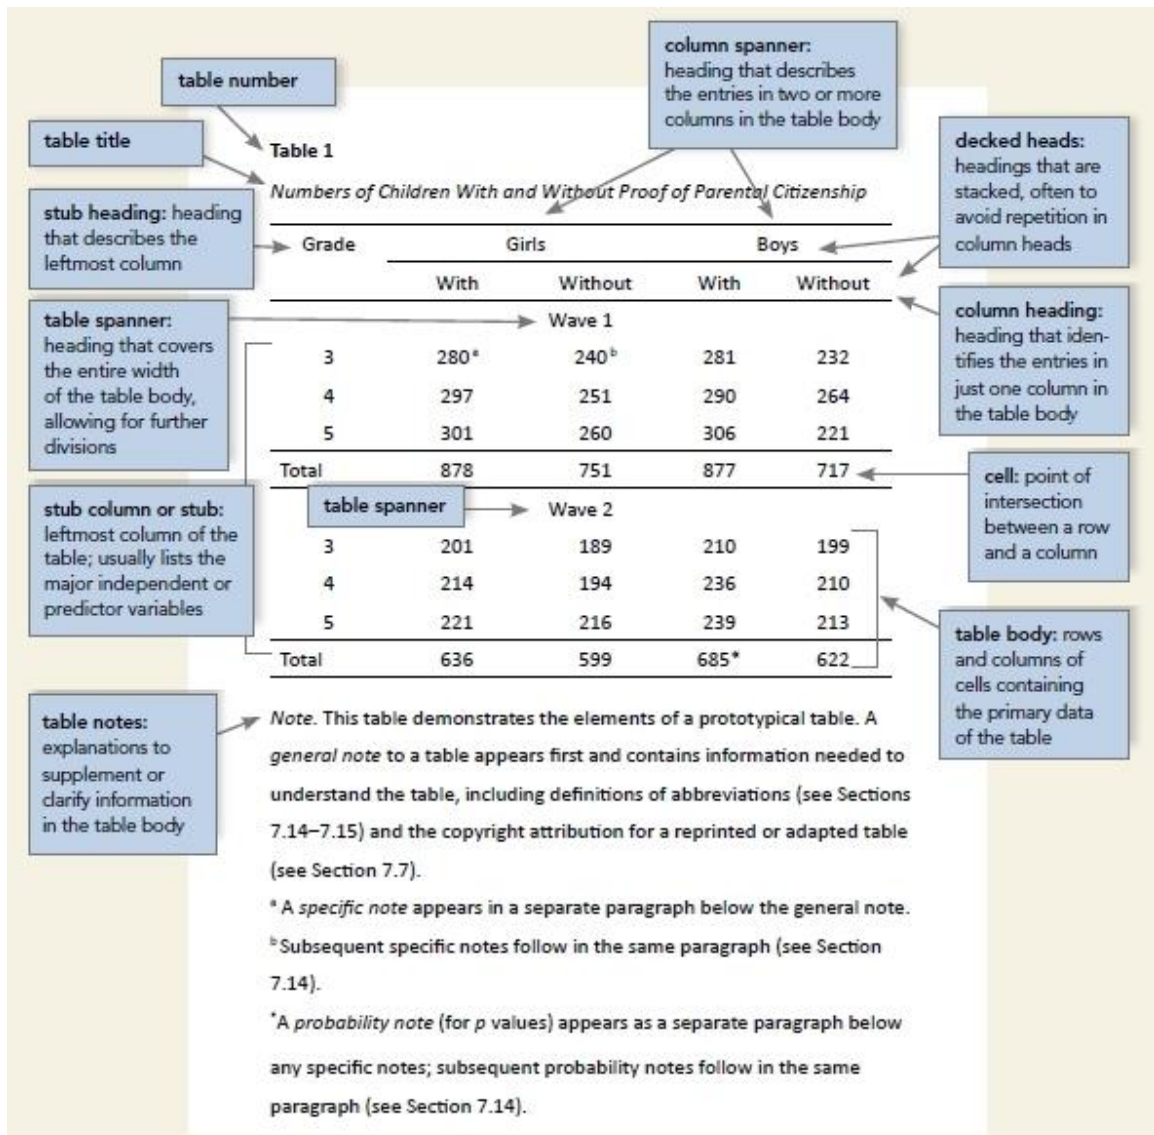 table number
column spanner:
heading that describes
the entries in two or more
columns in the table body
table title
Table 1
Numbers of Children With and Without Proof of Parental Citizenship
decked heads:
headings that are
stacked, often to
avoid repetition in
column heads
stub heading: heading
that describes the
leftmost column
Grade Girls Boys
With Without With Without
column heading:
heading that iden-
tifies the entries in
just one column in
the table body
table spanner:
heading that covers
the entire width
of the table body,
allowing for further
divisions
Wave 1
3 280ᵃ 240ᵇ 281 232
4 297 251 290 264
5 301 260 306 221
Total 878 751 877 717
cell: point of
intersection
between a row
and a column
stub column or stub:
leftmost column of the
table; usually lists the
major independent or
predictor variables
table spanner
Wave 2
3 201 189 210 199
4 214 194 236 210
5 221 216 239 213
Total 636 599 685* 622
table body: rows
and columns of
cells containing
the primary data
of the table
table notes:
explanations to
supplement or
clarify information
in the table body
Note. This table demonstrates the elements of a prototypical table. A
general note to a table appears first and contains information needed to
understand the table, including definitions of abbreviations (see Sections
7.14–7.15) and the copyright attribution for a reprinted or adapted table
(see Section 7.7).
ᵃ A specific note appears in a separate paragraph below the general note.
ᵇ Subsequent specific notes follow in the same paragraph (see Section
7.14).
*A probability note (for p values) appears as a separate paragraph below
any specific notes; subsequent probability notes follow in the same
paragraph (see Section 7.14).